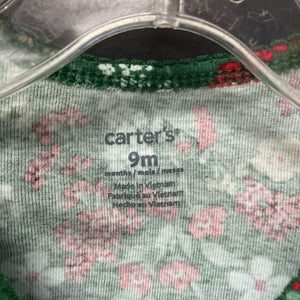 carter's®
9m
months / mois / meses
Made in Vietnam
Fabriqué au Vietnam
Hecho en Vietnam